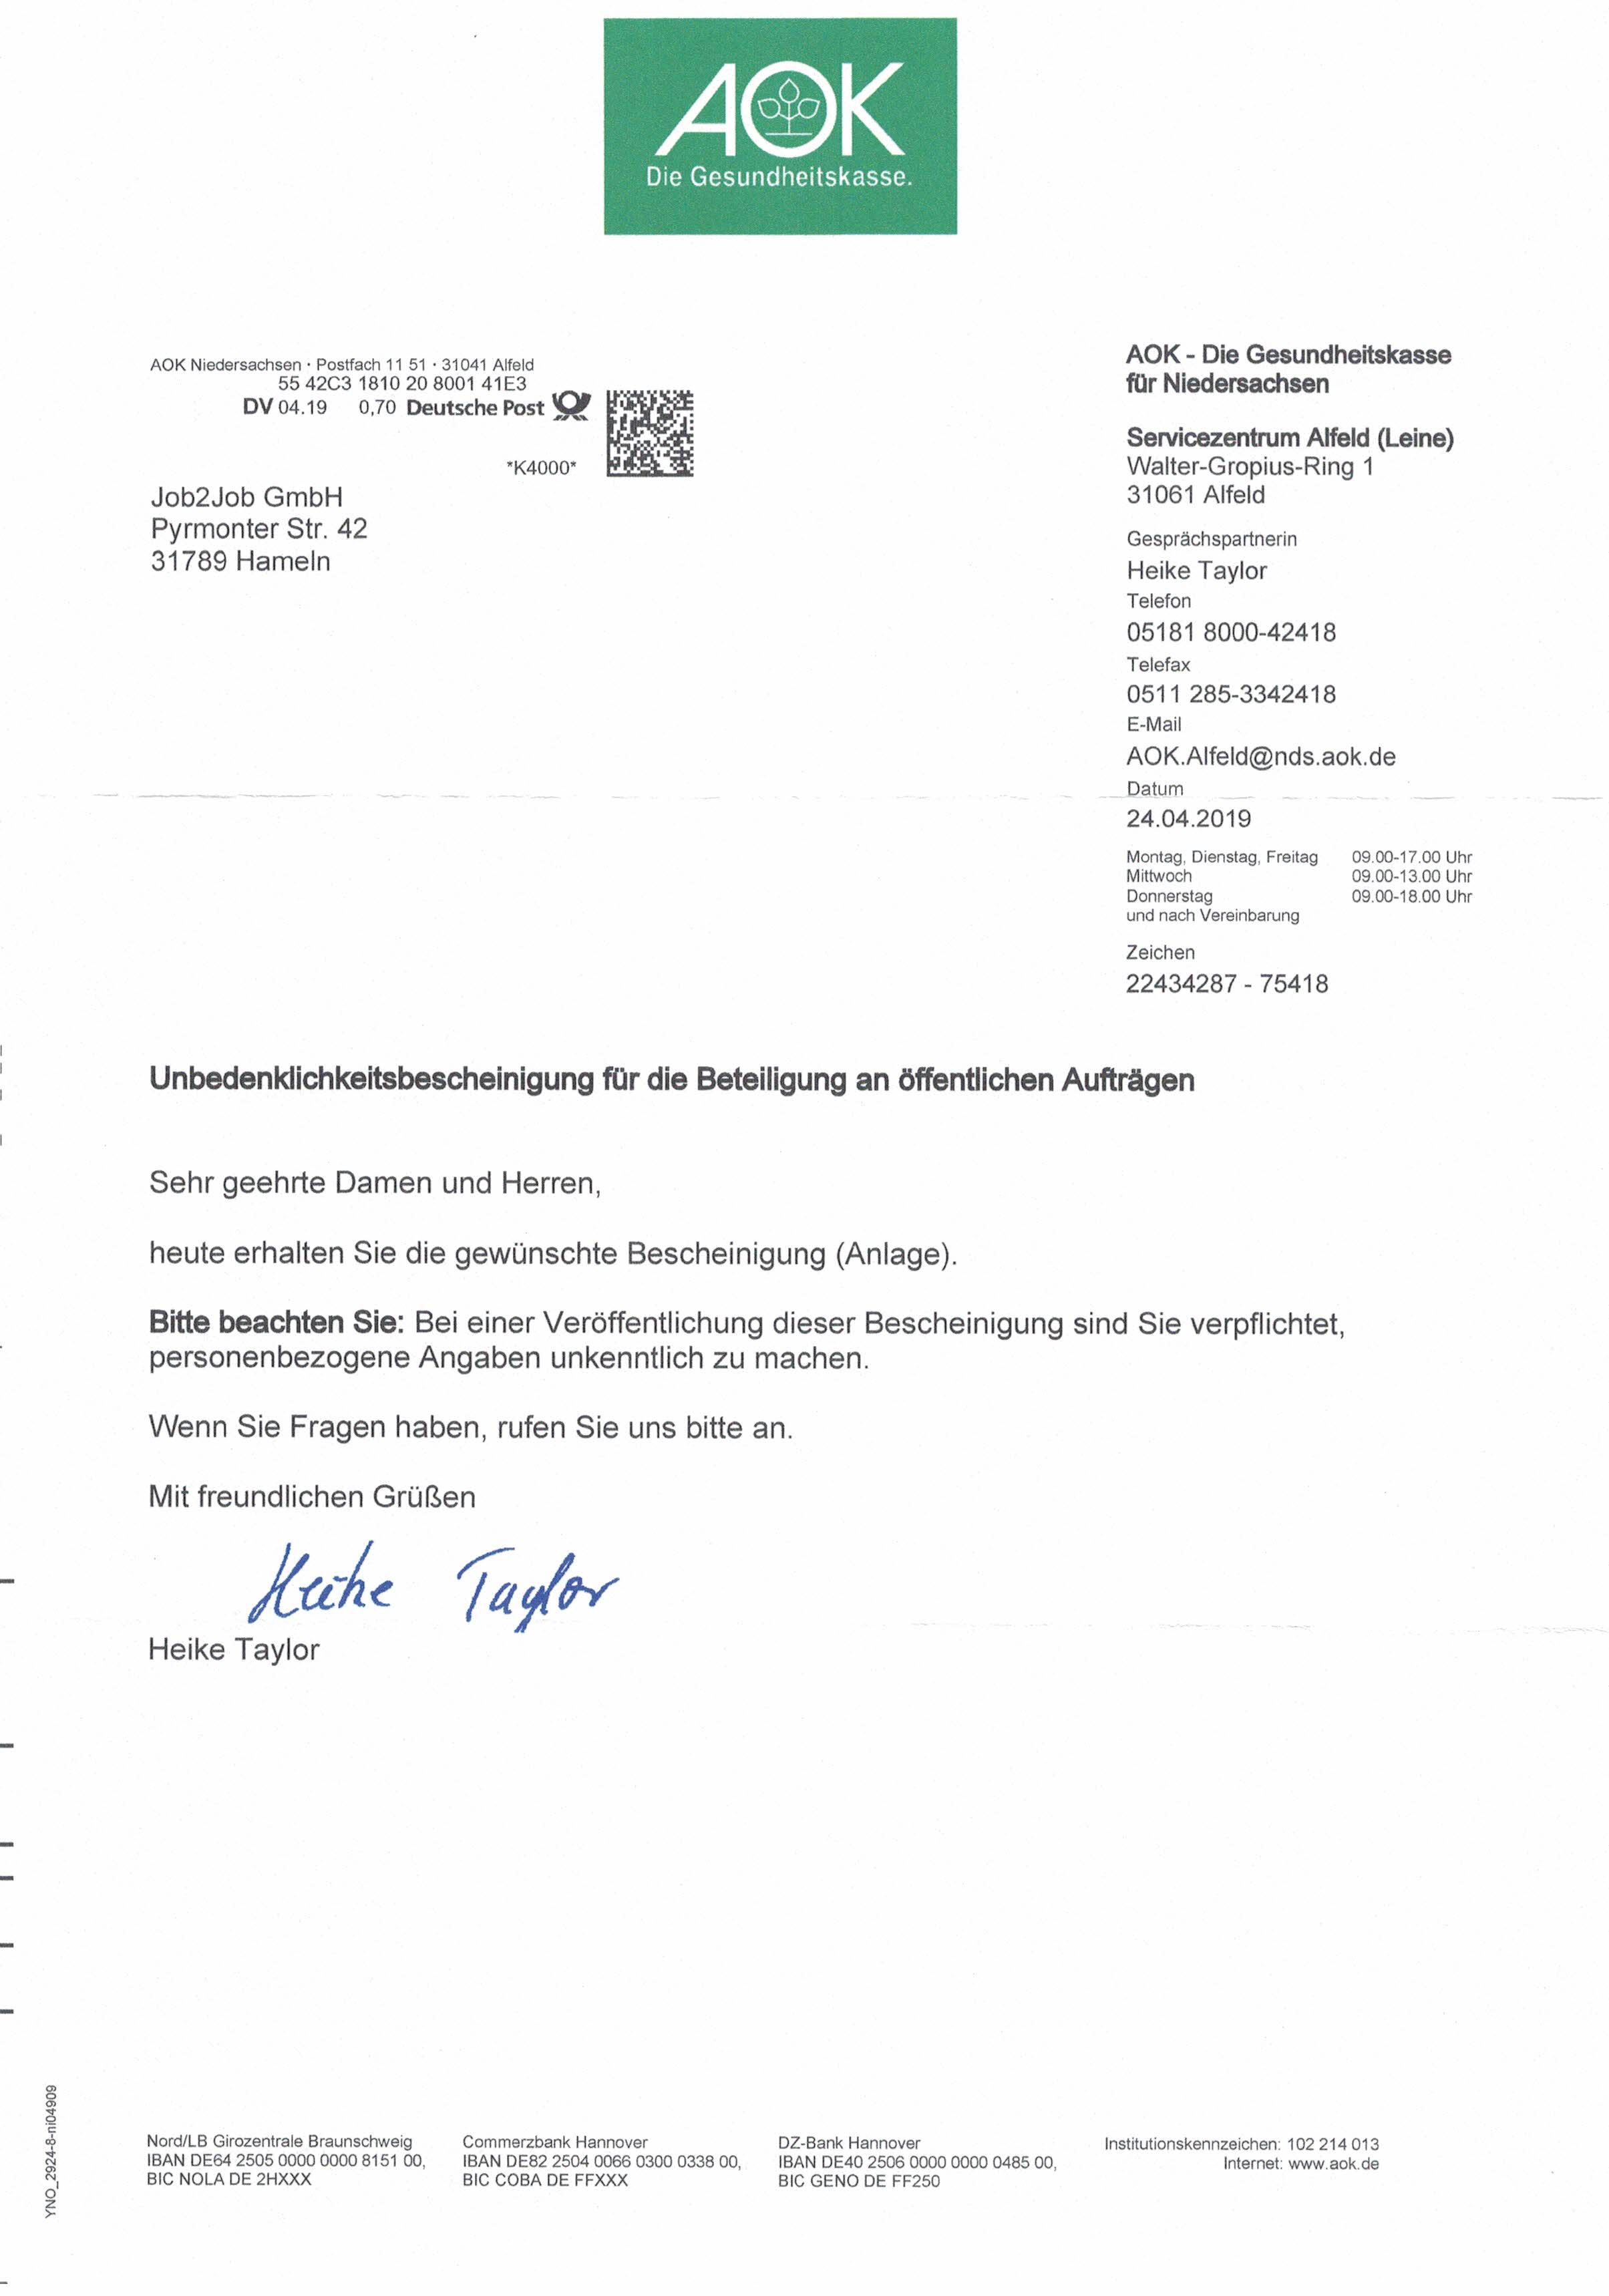 AOK
Die Gesundheitskasse.
AOK Niedersachsen · Postfach 11 51 · 31041 Alfeld
55 42C3 1810 20 8001 41E3
DV 04.19 0,70 Deutsche Post
*K4000*
Job2Job GmbH
Pyrmonter Str. 42
31789 Hameln
AOK - Die Gesundheitskasse
für Niedersachsen
Servicezentrum Alfeld (Leine)
Walter-Gropius-Ring 1
31061 Alfeld
Gesprächspartnerin
Heike Taylor
Telefon
05181 8000-42418
Telefax
0511 285-3342418
E-Mail
AOK.Alfeld@nds.aok.de
Datum
24.04.2019
Montag, Dienstag, Freitag 09.00-17.00 Uhr
Mittwoch 09.00-13.00 Uhr
Donnerstag 09.00-18.00 Uhr
und nach Vereinbarung
Zeichen
22434287 - 75418
Unbedenklichkeitsbescheinigung für die Beteiligung an öffentlichen Aufträgen
Sehr geehrte Damen und Herren,
heute erhalten Sie die gewünschte Bescheinigung (Anlage).
Bitte beachten Sie: Bei einer Veröffentlichung dieser Bescheinigung sind Sie verpflichtet,
personenbezogene Angaben unkenntlich zu machen.
Wenn Sie Fragen haben, rufen Sie uns bitte an.
Mit freundlichen Grüßen
Heike Taylor
Heike Taylor
YNO_2924-8-ni04909
Nord/LB Girozentrale Braunschweig
IBAN DE64 2505 0000 0000 8151 00,
BIC NOLA DE 2HXXX
Commerzbank Hannover
IBAN DE82 2504 0066 0300 0338 00,
BIC COBA DE FFXXX
DZ-Bank Hannover
IBAN DE40 2506 0000 0000 0485 00,
BIC GENO DE FF250
Institutionskennzeichen: 102 214 013
Internet: www.aok.de